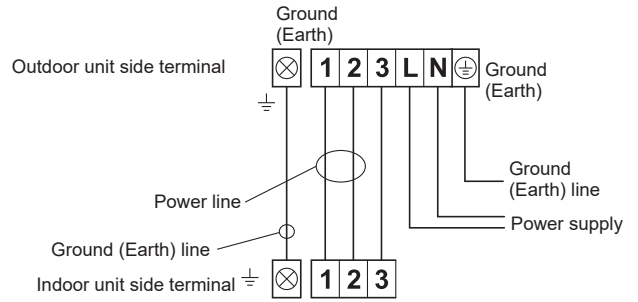 Ground
(Earth)
Outdoor unit side terminal
1 2 3 L N
Ground
(Earth)
Ground
(Earth) line
Power line
Power supply
Ground (Earth) line
Indoor unit side terminal
1 2 3